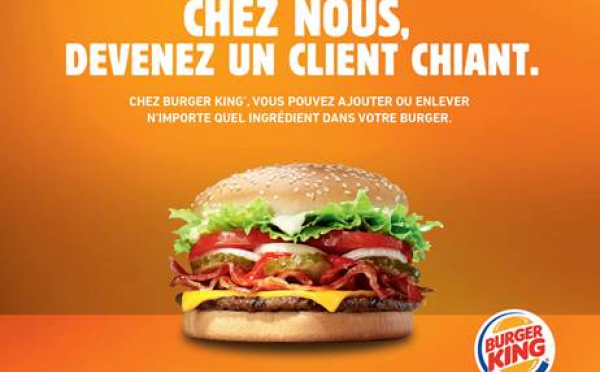 CHEZ NOUS,
DEVENEZ UN CLIENT CHIANT.
CHEZ BURGER KING®, VOUS POUVEZ AJOUTER OU ENLEVER
N'IMPORTE QUEL INGRÉDIENT DANS VOTRE BURGER.
BURGER
KING